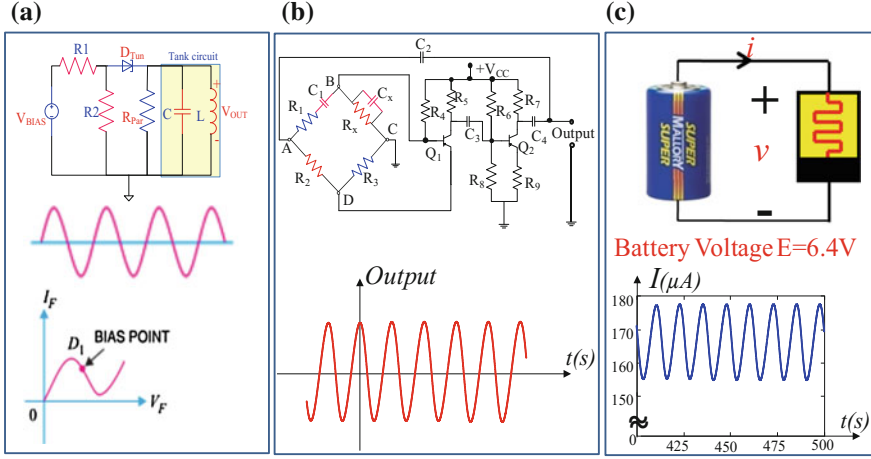 (a)
R1
D_Tun
Tank circuit
R2
R_Par
C
L
+
V_OUT
-
V_BIAS
I_F
D_1
BIAS POINT
0
V_F
(b)
C_2
+V_CC
B
C_1
R_1
C_x
R_x
A
C
R_2
R_3
D
R_4
R_5
R_6
R_7
C_3
C_4
Output
Q_1
Q_2
R_8
R_9
Output
t(s)
(c)
i
+
v
-
SUPER
MALLORY
SUPER
Battery Voltage E=6.4V
I(μA)
180
170
160
150
≈
0
425
450
475
500
t(s)